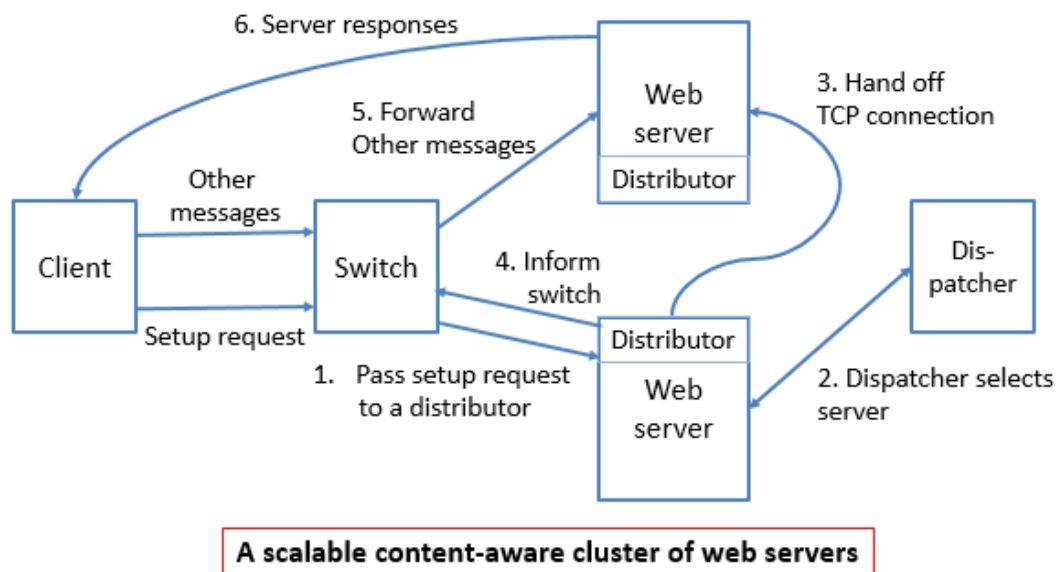 6. Server responses
Web
server
Distributor
3. Hand off
TCP connection
5. Forward
Other messages
Other
messages
Client
Switch
Setup request
4. Inform
switch
Dis-
patcher
Distributor
Web
server
1. Pass setup request
to a distributor
2. Dispatcher selects
server
A scalable content-aware cluster of web servers